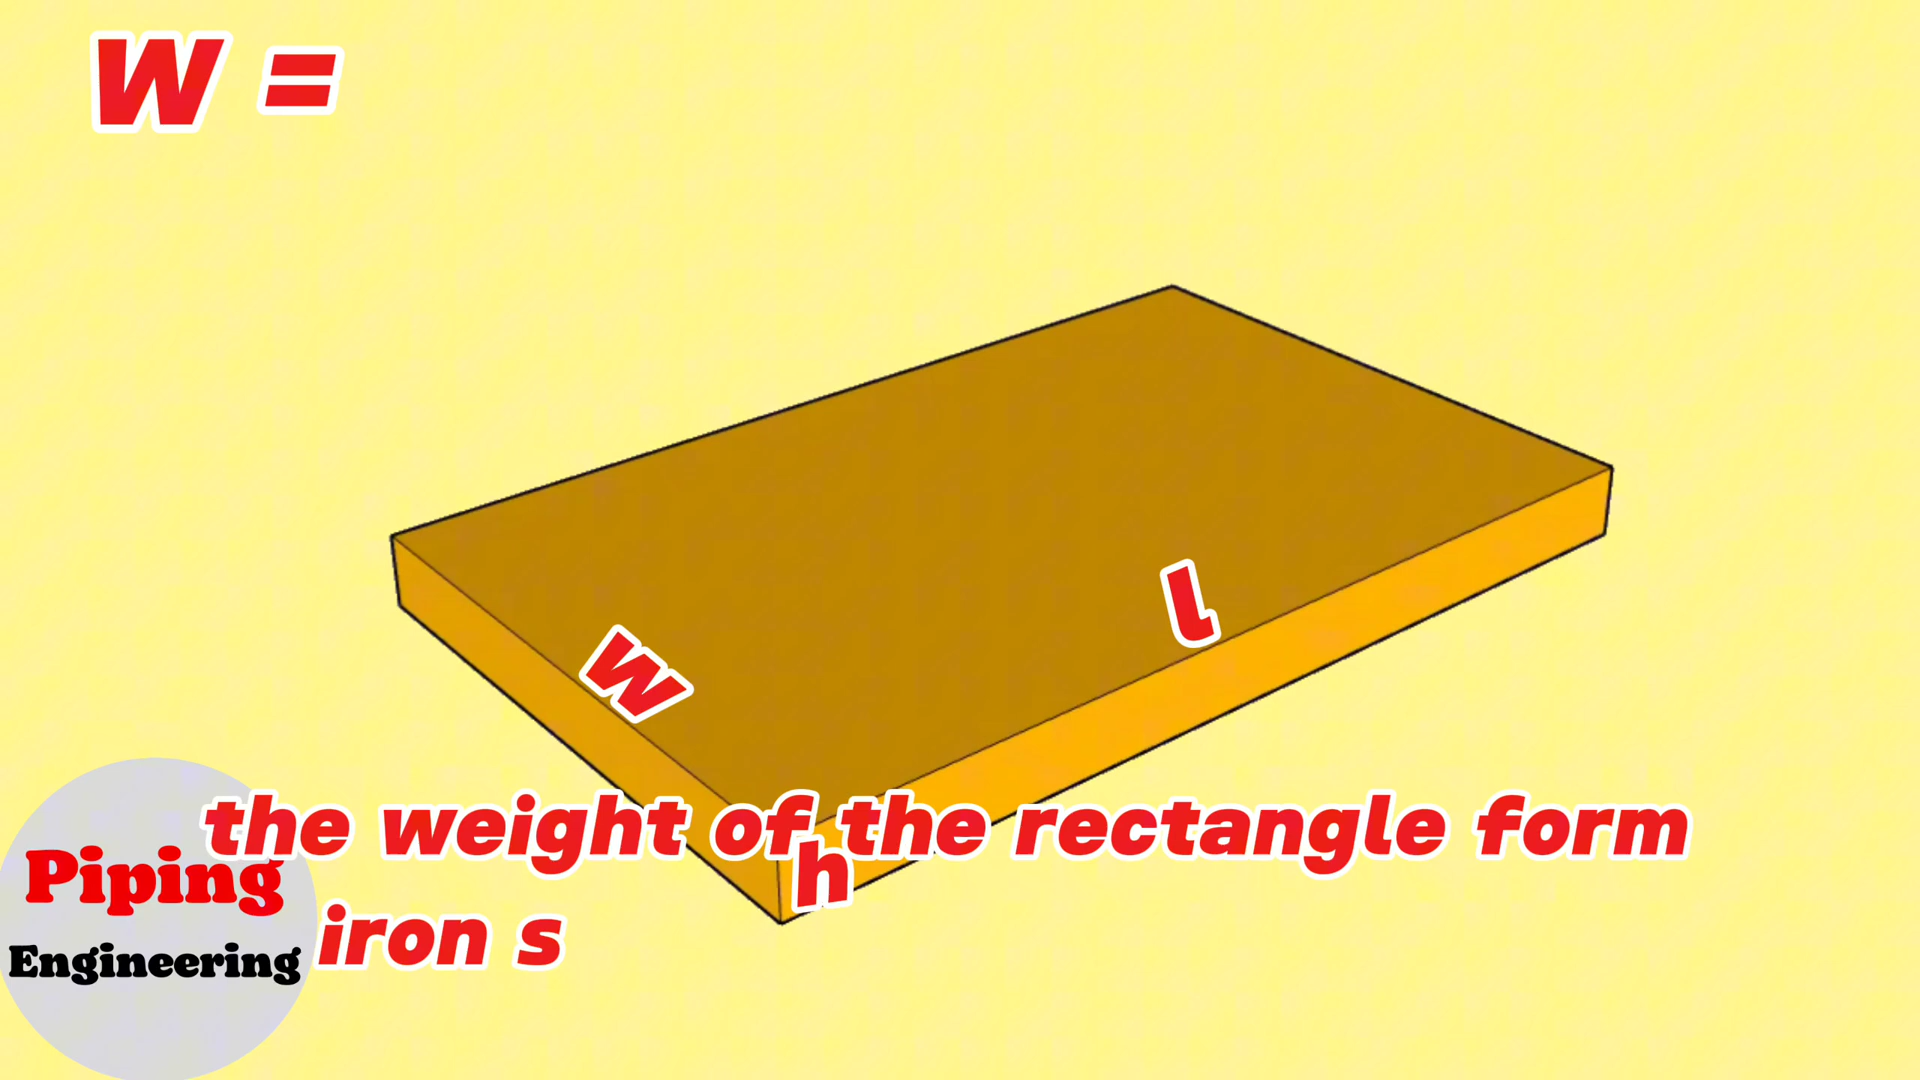 W =
l
w
the weight of the rectangle form
h
Piping
iron s
Engineering